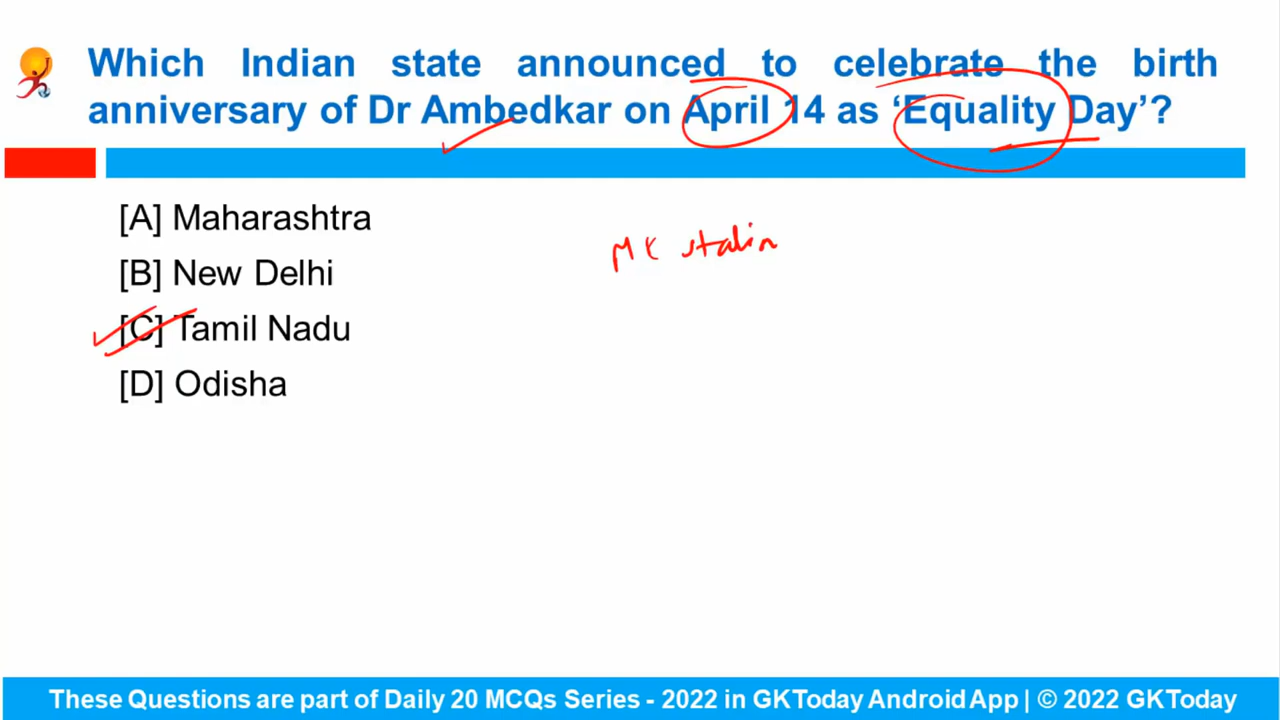 Which Indian state announced to celebrate the birth
anniversary of Dr Ambedkar on April 14 as ‘Equality Day’?
[A] Maharashtra
MK Stalin
[B] New Delhi
[C] Tamil Nadu
[D] Odisha
These Questions are part of Daily 20 MCQs Series - 2022 in GKToday Android App | © 2022 GKToday